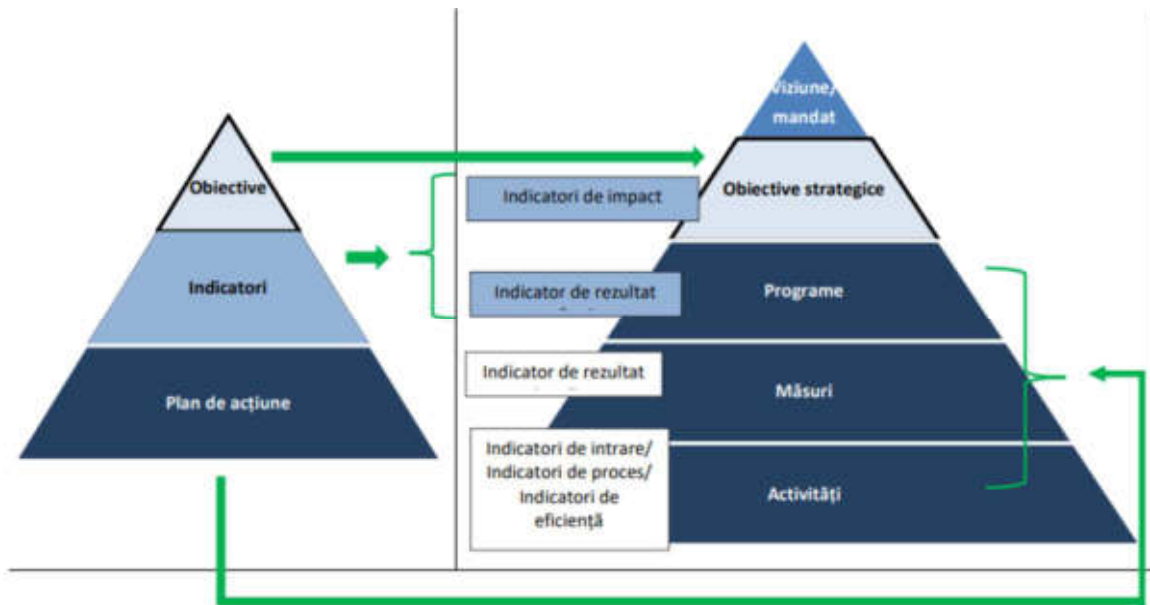 Obiective
Indicatori
Plan de acțiune
Viziune/
mandat
Obiective strategice
Programe
Măsuri
Activități
Indicatori de impact
Indicator de rezultat
Indicator de rezultat
Indicatori de intrare/
Indicatori de proces/
Indicatori de
eficiență